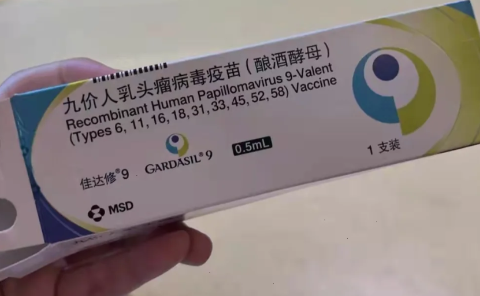 九价人乳头瘤病毒疫苗（酿酒酵母）
Recombinant Human Papillomavirus 9-Valent
(Types 6, 11, 16, 18, 31, 33, 45, 52, 58) Vaccine
佳达修®9 GARDASIL®9 0.5mL 1支装
MSD